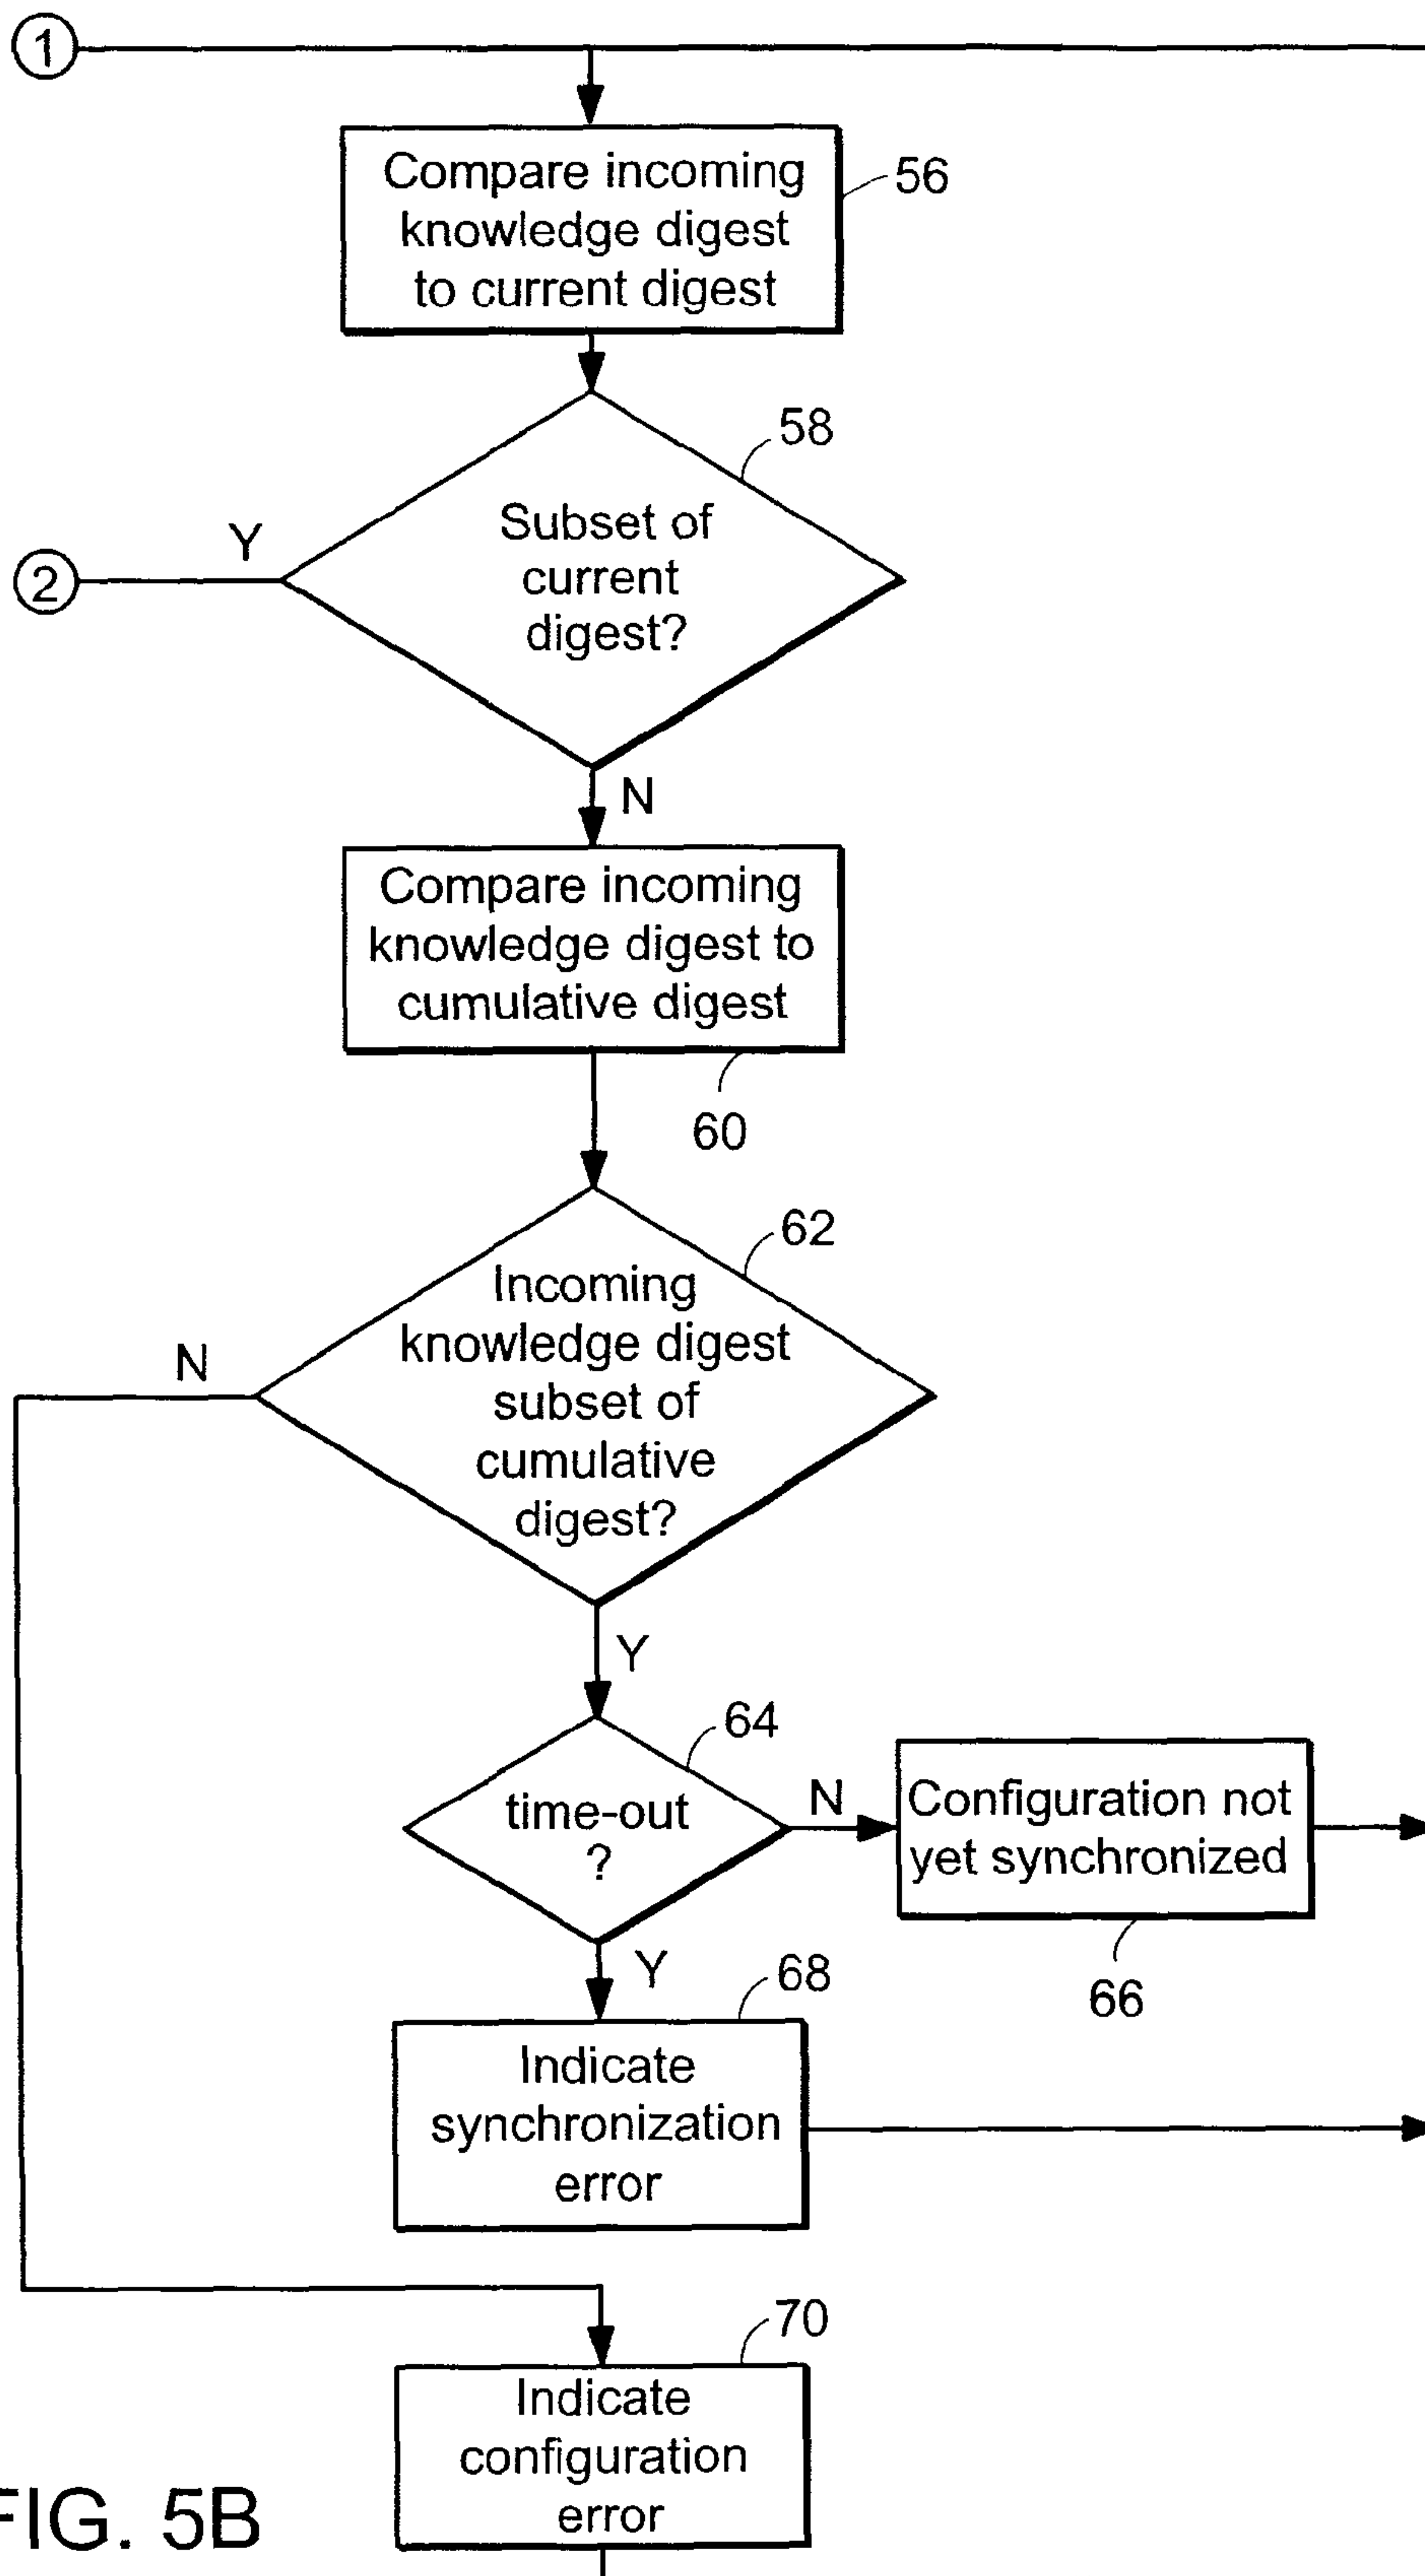 1
Compare incoming
knowledge digest
to current digest
56
58
Subset of
current
digest?
Y
2
N
Compare incoming
knowledge digest to
cumulative digest
60
62
Incoming
knowledge digest
subset of
cumulative
digest?
N
Y
64
time-out
?
N
Configuration not
yet synchronized
66
Y
68
Indicate
synchronization
error
70
Indicate
configuration
error
FIG. 5B